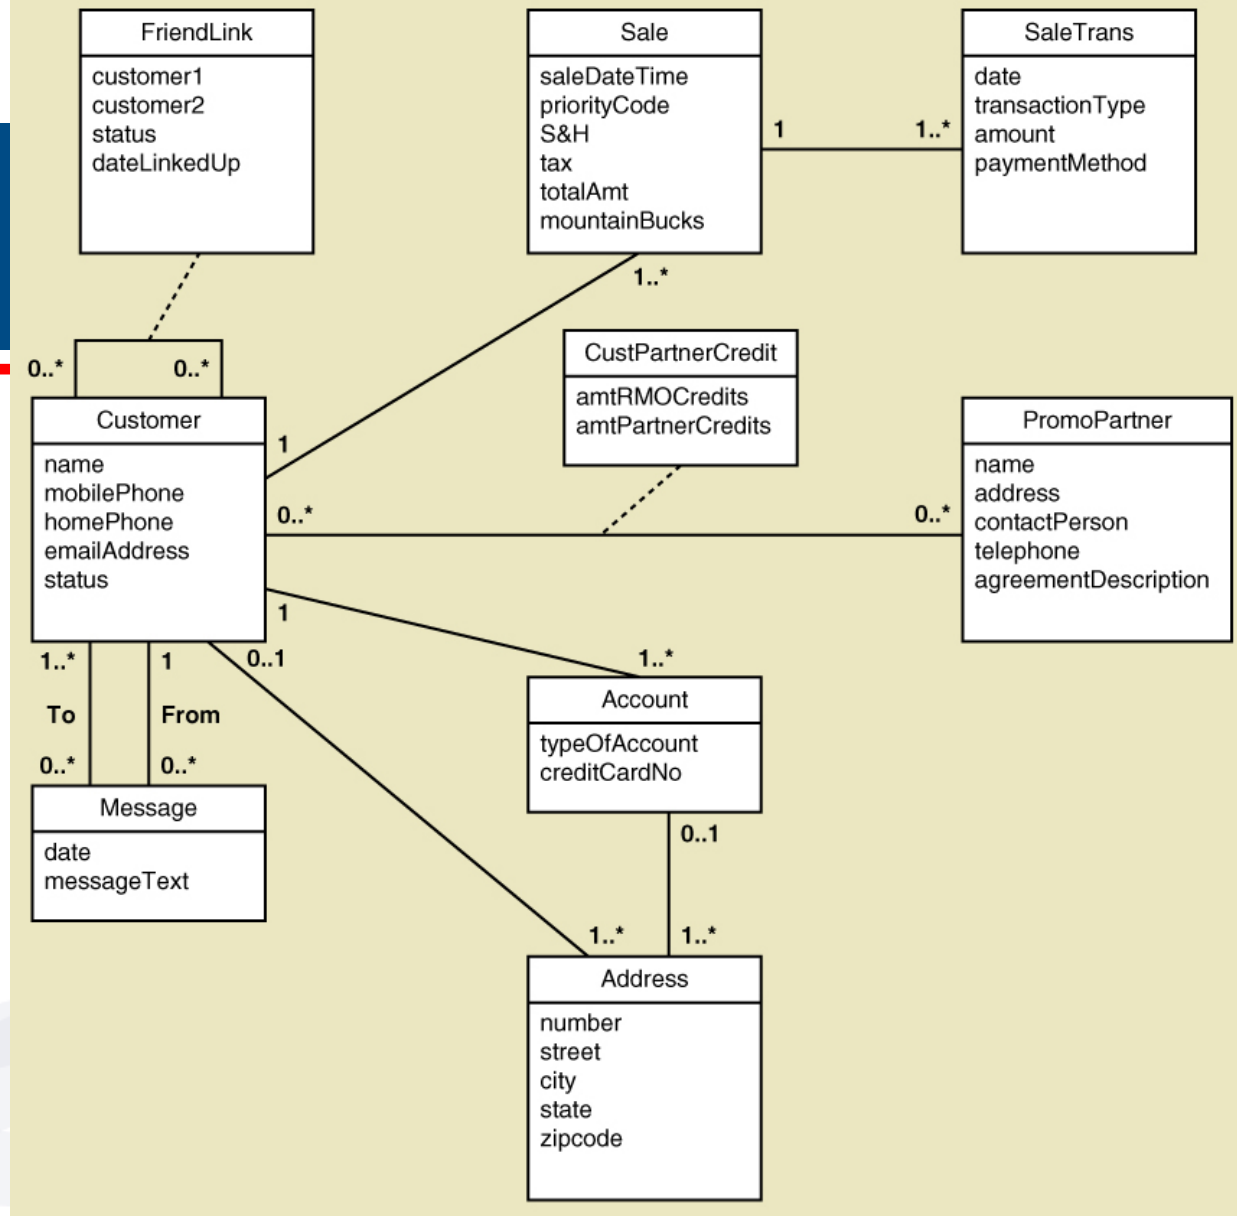 FriendLink
customer1
customer2
status
dateLinkedUp
Sale
saleDateTime
priorityCode
S&H
tax
totalAmt
mountainBucks
1
1..*
SaleTrans
date
transactionType
amount
paymentMethod
1..*
0..*
0..*
CustPartnerCredit
amtRMOCredits
amtPartnerCredits
Customer
name
mobilePhone
homePhone
emailAddress
status
1
0..*
0..*
PromoPartner
name
address
contactPerson
telephone
agreementDescription
1
1..*
1
0..1
1..*
To
From
0..*
0..*
Account
typeOfAccount
creditCardNo
Message
date
messageText
0..1
1..*
1..*
Address
number
street
city
state
zipcode